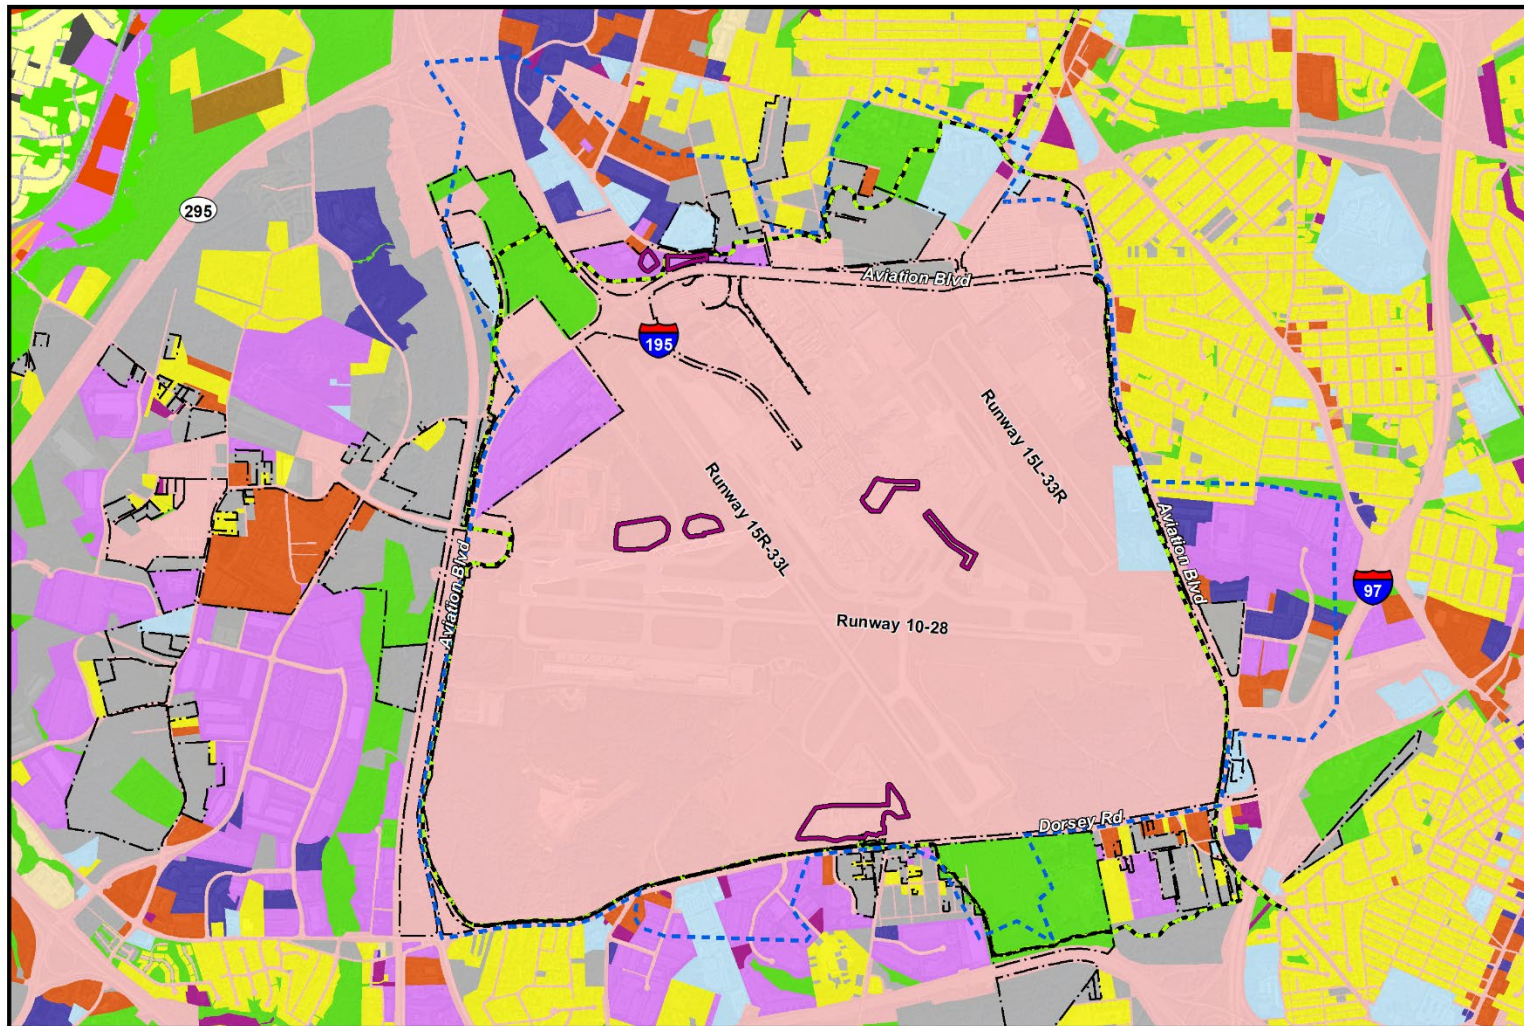 295
Aviation Blvd
195
Runway 15L-33R
Runway 15R-33L
Aviation Blvd
Aviation Blvd
97
Runway 10-28
Dorsey Rd